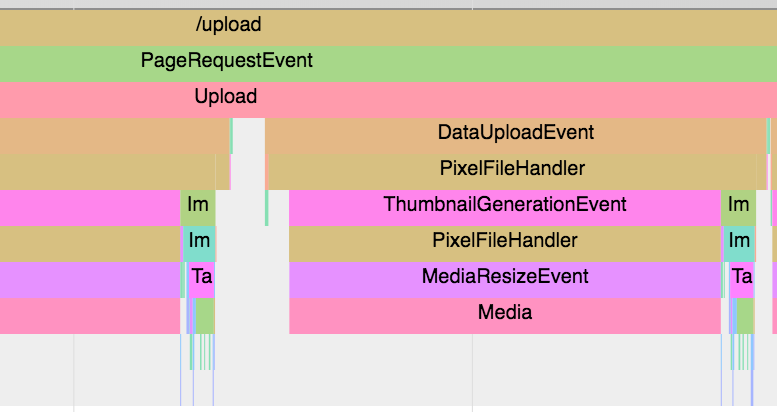 /upload
PageRequestEvent
Upload
DataUploadEvent
PixelFileHandler
Im ThumbnailGenerationEvent Im
Im PixelFileHandler Im
Ta MediaResizeEvent Ta
Media